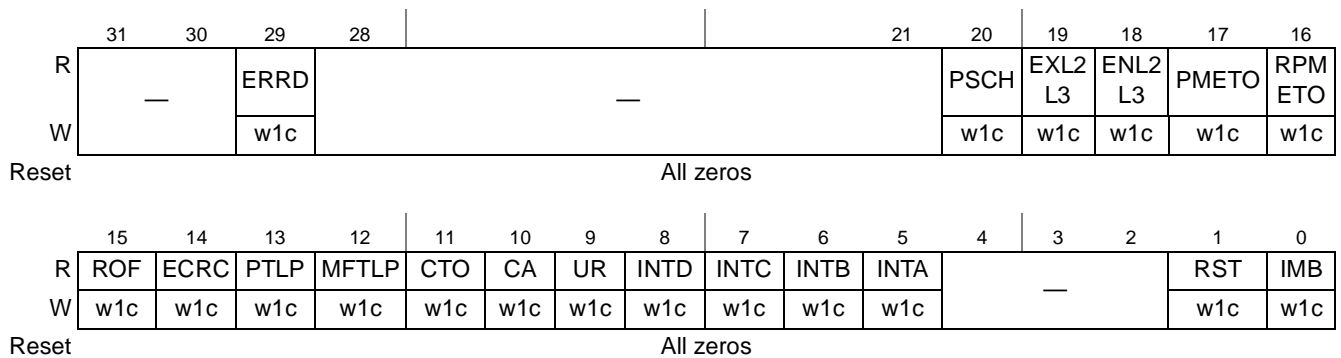 31 30 29 28 21 20 19 18 17 16
R — ERRD — PSCH EXL2 L3 ENL2 L3 PMETO RPM ETO
W w1c w1c w1c w1c w1c w1c
Reset All zeros
15 14 13 12 11 10 9 8 7 6 5 4 3 2 1 0
R ROF ECRC PTLP MFTLP CTO CA UR INTD INTC INTB INTA — RST IMB
W w1c w1c w1c w1c w1c w1c w1c w1c w1c w1c w1c w1c w1c
Reset All zeros